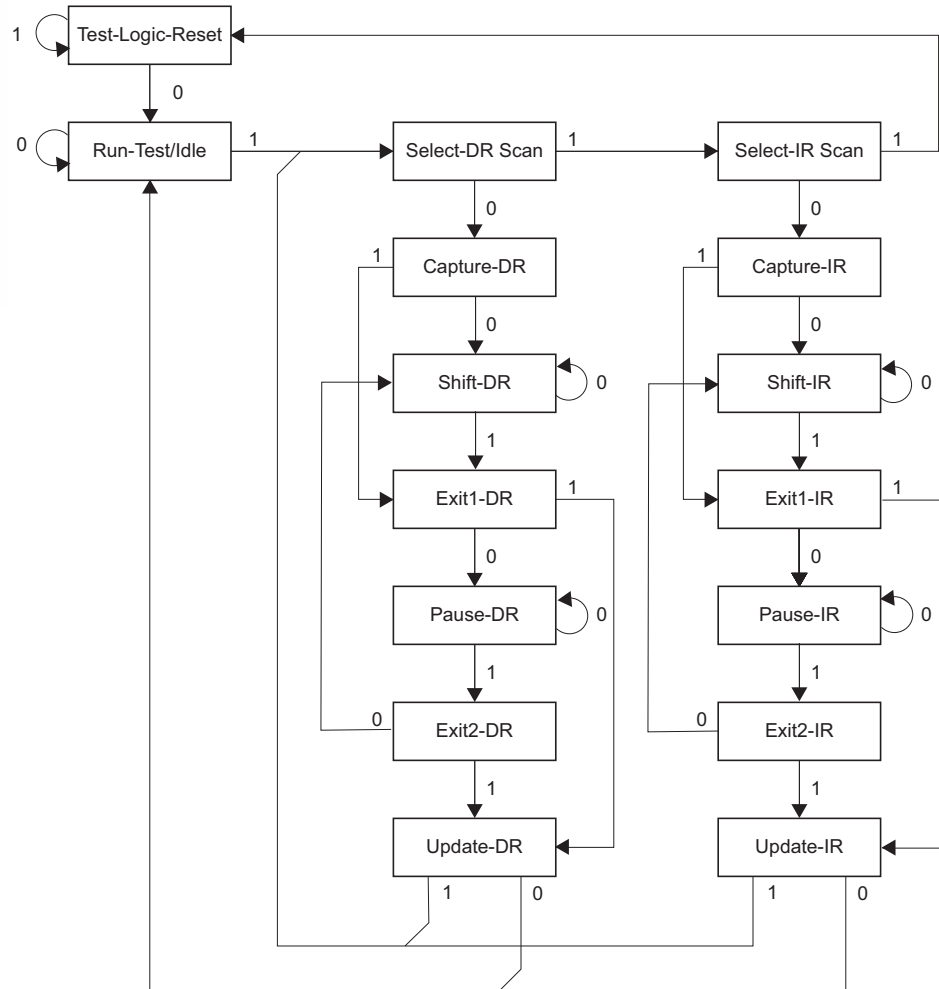 Test-Logic-Reset
1
0
Run-Test/Idle
0
1
Select-DR Scan
1
Select-IR Scan
1
0
0
1
Capture-DR
1
Capture-IR
0
0
Shift-DR
0
Shift-IR
0
1
1
Exit1-DR
1
Exit1-IR
1
0
0
Pause-DR
0
Pause-IR
0
1
1
0
Exit2-DR
0
Exit2-IR
1
1
Update-DR
Update-IR
1
0
1
0